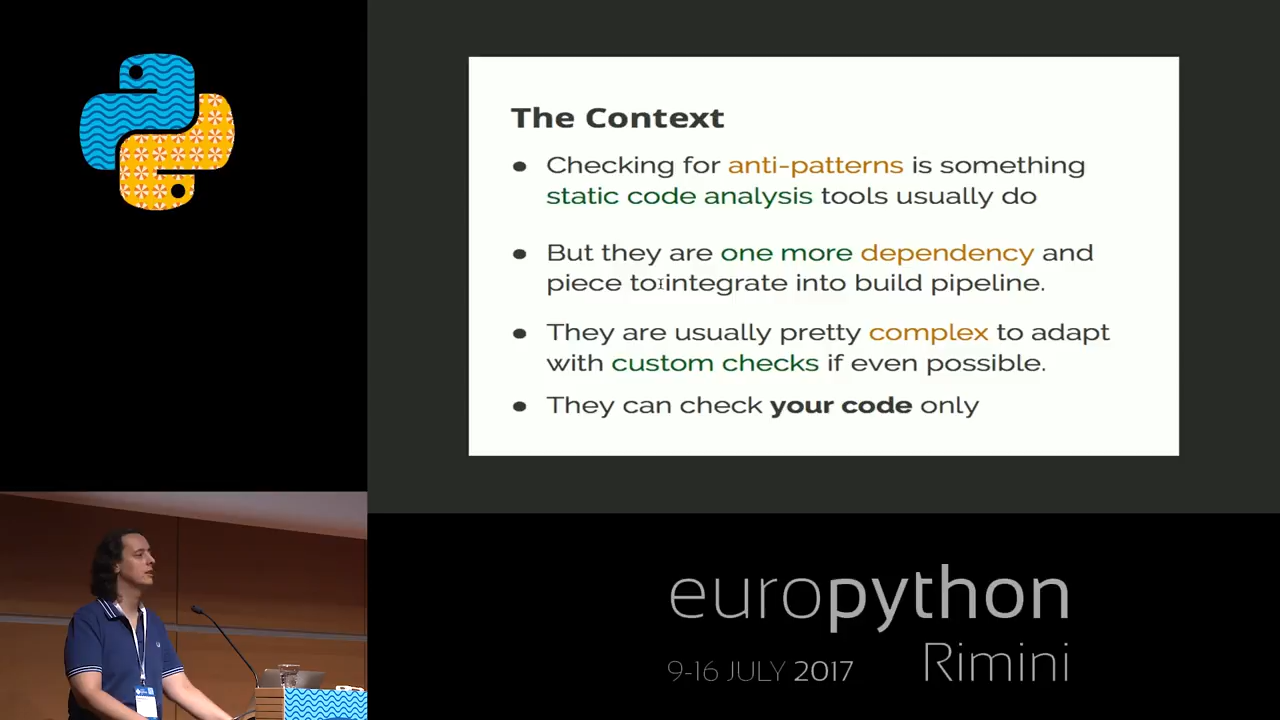 The Context
● Checking for anti-patterns is something
static code analysis tools usually do
● But they are one more dependency and
piece to integrate into build pipeline.
● They are usually pretty complex to adapt
with custom checks if even possible.
● They can check your code only
europython
Rimini
9-16 JULY 2017